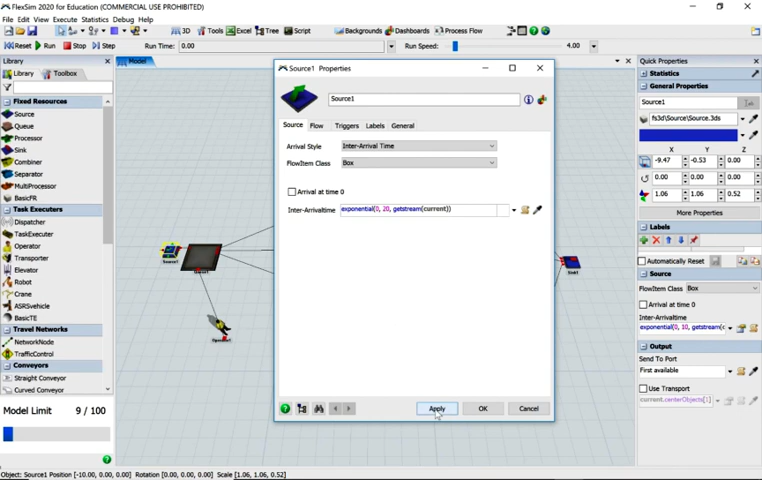 FlexSim 2020 for Education (COMMERCIAL USE PROHIBITED)
File Edit View Execute Statistics Debug Help
3D Tools Excel Tree Script Backgrounds Dashboards Process Flow
Reset Run Stop Step Run Time: 0.00 Run Speed: 4.00
Library
Library Toolbox
Fixed Resources
Source
Queue
Processor
Sink
Combiner
Separator
MultiProcessor
BasicFR
Task Executers
Dispatcher
TaskExecuter
Operator
Transporter
Elevator
Robot
Crane
ASRSvehicle
BasicTE
Travel Networks
NetworkNode
TrafficControl
Conveyors
Straight Conveyor
Curved Conveyor
Model Limit 9 / 100
Model
Source1
Sink1
Source1 Properties
Source1
Source Flow Triggers Labels General
Arrival Style Inter-Arrival Time
FlowItem Class Box
Arrival at time 0
Inter-Arrivaltime exponential(0, 20, getstream(current))
Apply OK Cancel
Quick Properties
Statistics
General Properties
Source1
fs3d\Source\Source.3ds
X Y Z
-9.47 -0.53 0.00
0.00 0.00 0.00
1.06 1.06 0.52
More Properties
Labels
Automatically Reset
Source
FlowItem Class Box
Arrival at time 0
Inter-Arrivaltime
exponential(0, 10, getstream(c
Output
Send To Port
First available
Use Transport
current.centerObjects[1]
Object: Source1 Position [-10.00, 0.00, 0.00] Rotation [0.00, 0.00, 0.00] Scale [1.06, 1.06, 0.52]